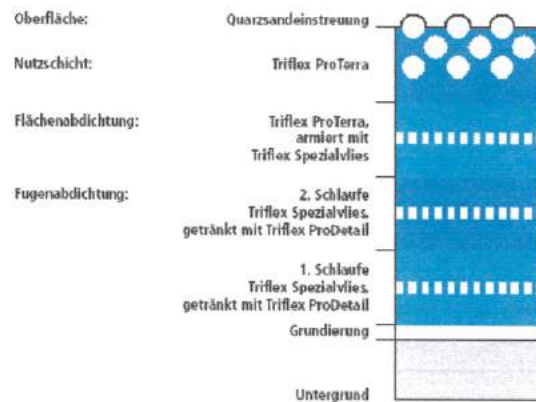 Oberfläche: Quarzsandeinstreuung
Nutzschicht: Triflex ProTerra
Flächenabdichtung: Triflex ProTerra,
armiert mit
Triflex Spezialvlies
Fugenabdichtung: 2. Schlaufe
Triflex Spezialvlies,
getränkt mit Triflex ProDetail
1. Schlaufe
Triflex Spezialvlies,
getränkt mit Triflex ProDetail
Grundierung
Untergrund